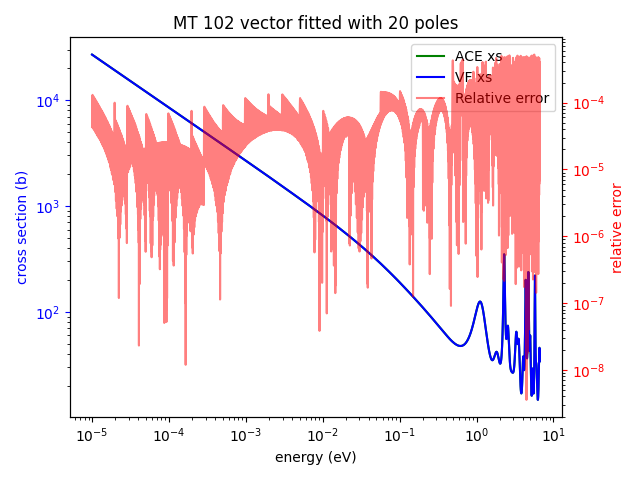 MT 102 vector fitted with 20 poles
ACE xs
VF xs
Relative error
10⁴
10³
10²
cross section (b)
10⁻⁴
10⁻⁵
10⁻⁶
10⁻⁷
10⁻⁸
relative error
10⁻⁵ 10⁻⁴ 10⁻³ 10⁻² 10⁻¹ 10⁰ 10¹
energy (eV)